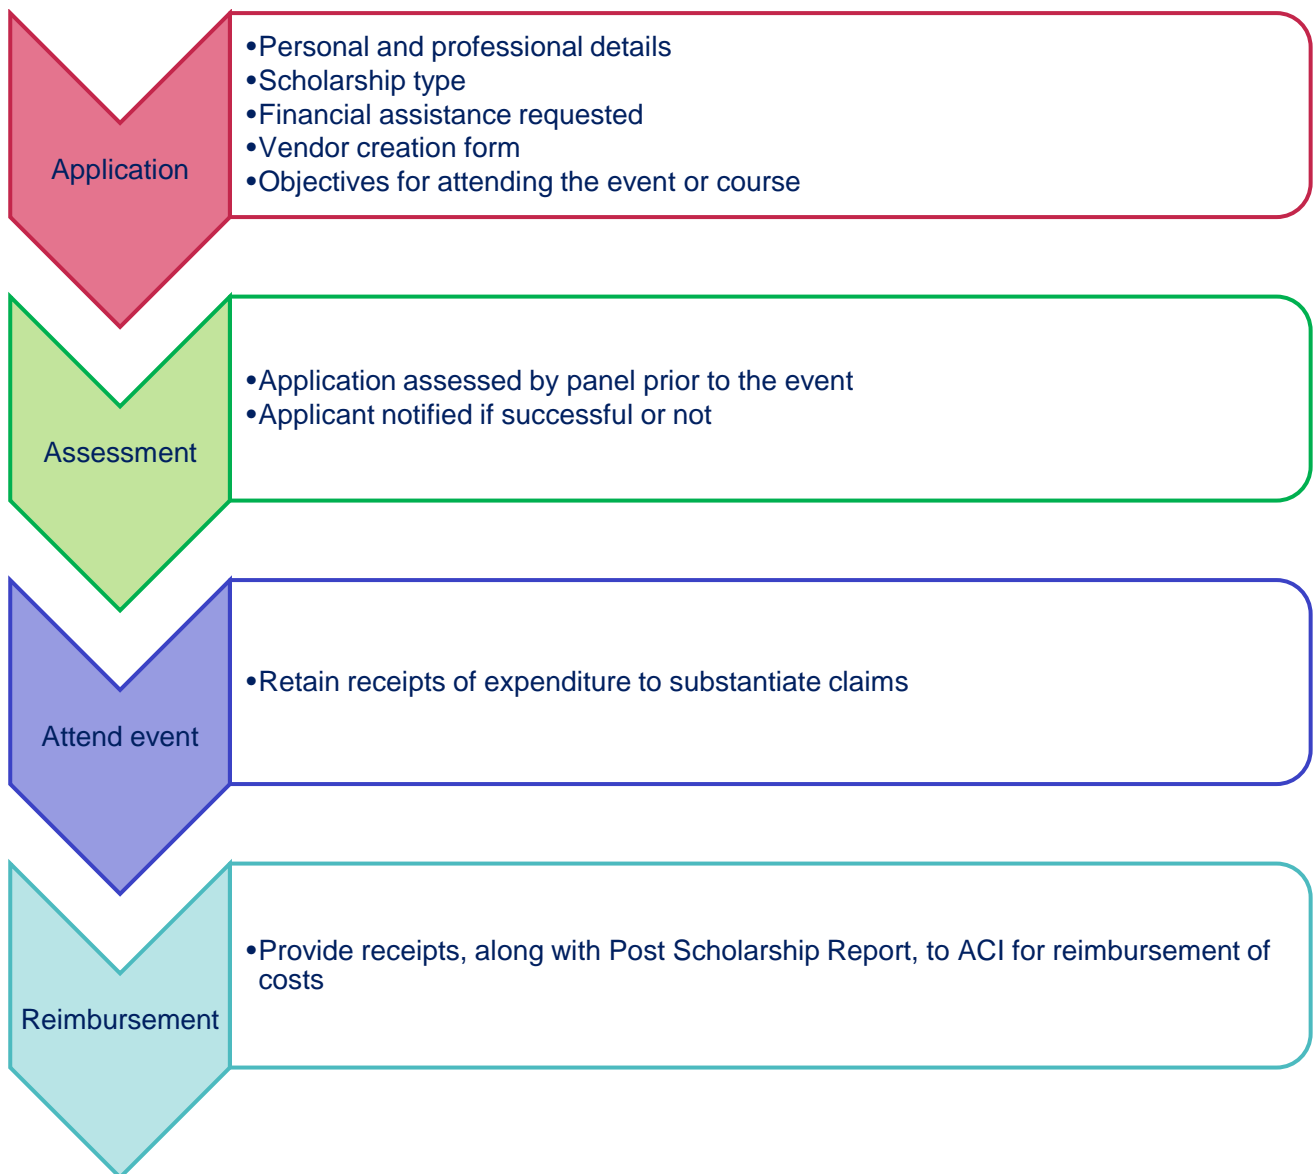 Application
•Personal and professional details
•Scholarship type
•Financial assistance requested
•Vendor creation form
•Objectives for attending the event or course
Assessment
•Application assessed by panel prior to the event
•Applicant notified if successful or not
Attend event
•Retain receipts of expenditure to substantiate claims
Reimbursement
•Provide receipts, along with Post Scholarship Report, to ACI for reimbursement of
costs